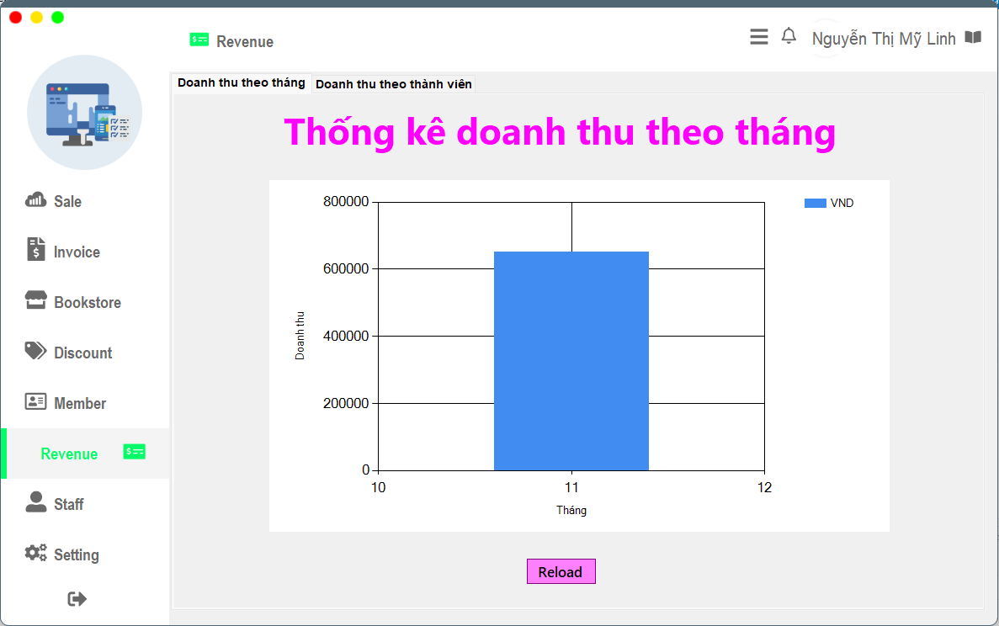 Revenue
Nguyễn Thị Mỹ Linh
Doanh thu theo tháng
Doanh thu theo thành viên
Thống kê doanh thu theo tháng
Sale
Invoice
Bookstore
Discount
Member
Revenue
Staff
Setting
800000
600000
400000
200000
0
Doanh thu
10
11
12
Tháng
VND
Reload